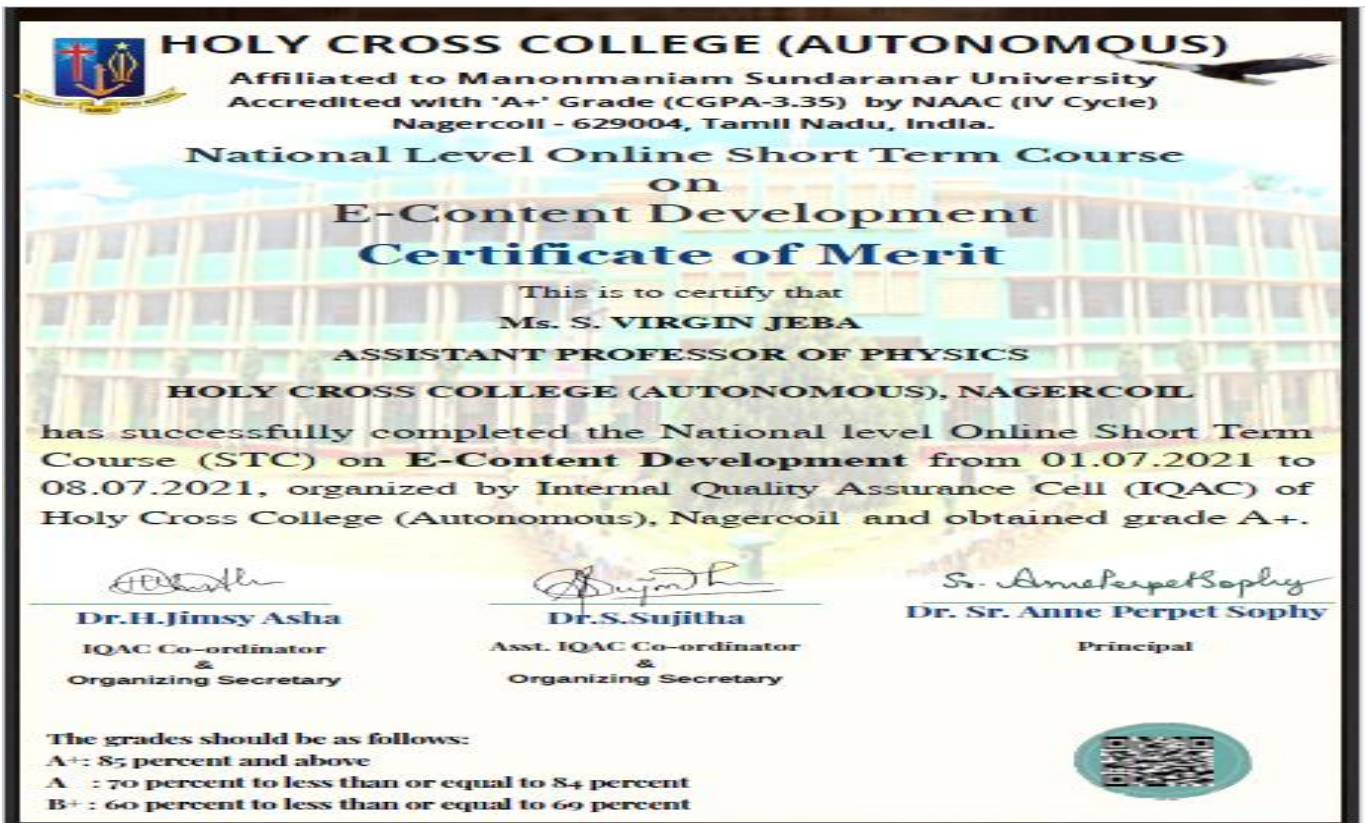 HOLY CROSS COLLEGE (AUTONOMOUS)
Affiliated to Manonmaniam Sundaranar University
Accredited with 'A+' Grade (CGPA-3.35) by NAAC (IV Cycle)
Nagercoil - 629004, Tamil Nadu, India.
National Level Online Short Term Course
on
E-Content Development
Certificate of Merit
This is to certify that
Ms. S. VIRGIN JEBA
ASSISTANT PROFESSOR OF PHYSICS
HOLY CROSS COLLEGE (AUTONOMOUS), NAGERCOIL
has successfully completed the National level Online Short Term
Course (STC) on E-Content Development from 01.07.2021 to
08.07.2021, organized by Internal Quality Assurance Cell (IQAC) of
Holy Cross College (Autonomous), Nagercoil and obtained grade A+.
Sr. AnnePerpetSophy
Dr.H.Jimsy Asha
Dr.S.Sujitha
Dr. Sr. Anne Perpet Sophy
IQAC Co-ordinator
&
Organizing Secretary
Asst. IQAC Co-ordinator
&
Organizing Secretary
Principal
The grades should be as follows:
A+: 85 percent and above
A : 70 percent to less than or equal to 84 percent
B+ : 60 percent to less than or equal to 69 percent